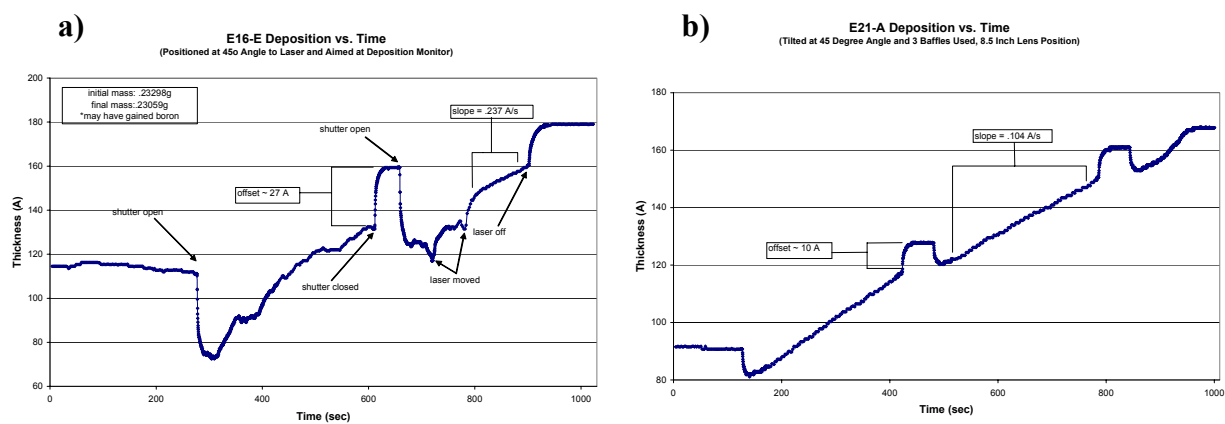 a)
E16-E Deposition vs. Time
(Positioned at 45o Angle to Laser and Aimed at Deposition Monitor)
initial mass: .23298g
final mass:.23059g
*may have gained boron
slope = .237 A/s
shutter open
offset ~ 27 A
shutter open
laser off
shutter closed
laser moved
Thickness (A)
200
180
160
140
120
100
80
60
0
200
400
600
800
1000
Time (sec)
b)
E21-A Deposition vs. Time
(Tilted at 45 Degree Angle and 3 Baffles Used, 8.5 Inch Lens Position)
slope = .104 A/s
offset ~ 10 A
Thickness (A)
180
160
140
120
100
80
0
200
400
600
800
1000
Time (sec)